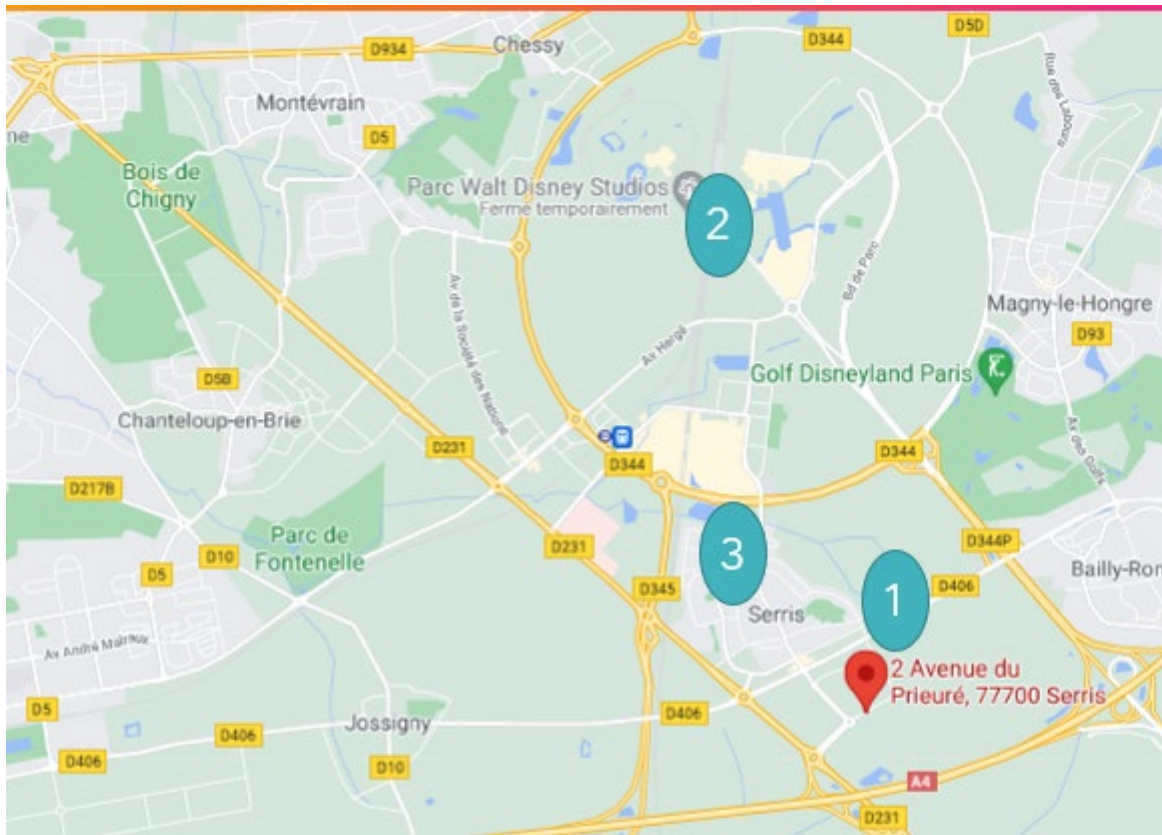 D5D
D934
Chessy
D344
Rue des Labours
ne
Montévrain
D5
Bois de
Chigny
Parc Walt Disney Studios
Fermé temporairement
2
Av de la Société des Nations
Bd de Parc
Magny-le-Hongre
D93
Av Hergé
Golf Disneyland Paris
D5B
Chanteloup-en-Brie
D231
D344
D344
Av des Golfs
D217B
Parc de
Fontenelle
D10
D231
D344P
3
Bailly-Rom
D5
D345
1
D406
Serris
Av André Malraux
2 Avenue du
Prieuré, 77700 Serris
D5
Jossigny
D406
D406
D406
D10
A4
D231